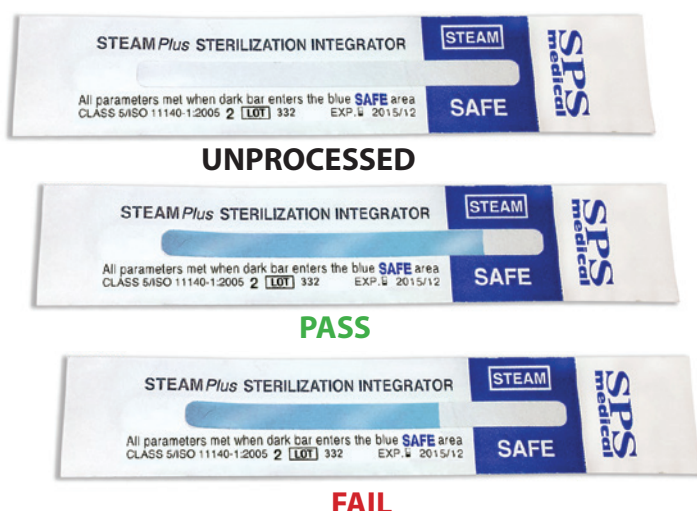 STEAM Plus STERILIZATION INTEGRATOR STEAM
All parameters met when dark bar enters the blue SAFE area
CLASS 5/ISO 11140-1:2005 2 LOT 332 EXP. 2015/12
SAFE
SPS medical
UNPROCESSED
STEAM Plus STERILIZATION INTEGRATOR STEAM
All parameters met when dark bar enters the blue SAFE area
CLASS 5/ISO 11140-1:2005 2 LOT 332 EXP. 2015/12
SAFE
SPS medical
PASS
STEAM Plus STERILIZATION INTEGRATOR STEAM
All parameters met when dark bar enters the blue SAFE area
CLASS 5/ISO 11140-1:2005 2 LOT 332 EXP. 2015/12
SAFE
SPS medical
FAIL